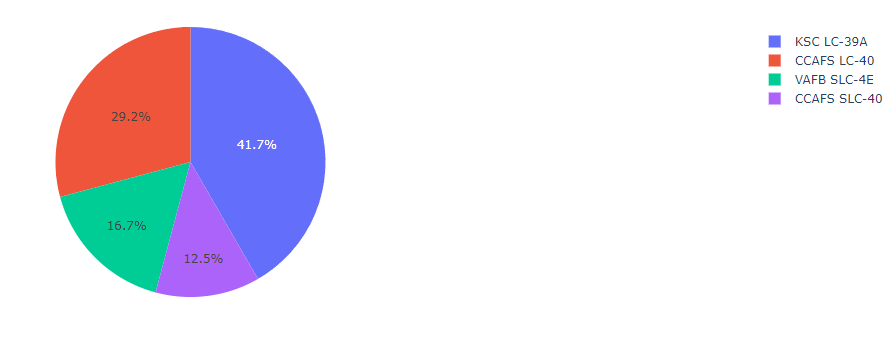 29.2%
41.7%
16.7%
12.5%
KSC LC-39A
CCAFS LC-40
VAFB SLC-4E
CCAFS SLC-40